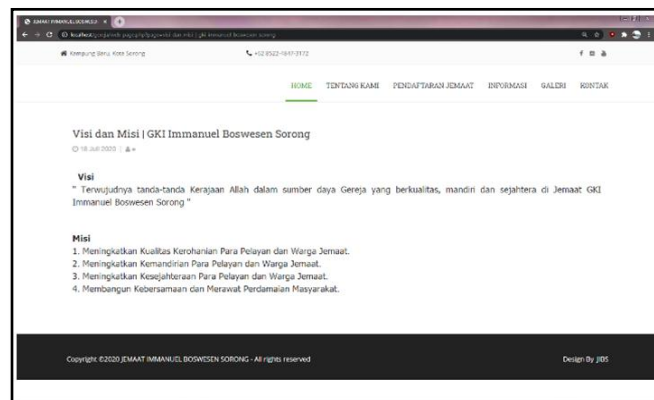 JEMAAT IMMANUEL BOSWESEN
Kampung Baru, Kota Sorong
HOME TENTANG KAMI PENDAFTARAN JEMAAT INFORMASI GALERI KONTAK
Visi dan Misi | GKI Immanuel Boswesen Sorong
18 Juli 2020 |
Visi
" Terwujudnya tanda-tanda Kerajaan Allah dalam sumber daya Gereja yang berkualitas, mandiri dan sejahtera di Jemaat GKI
Immanuel Boswesen Sorong "
Misi
1. Meningkatkan Kualitas Kerohanian Para Pelayan dan Warga Jemaat.
2. Meningkatkan Kemandirian Para Pelayan dan Warga Jemaat.
3. Meningkatkan Kesejahteraan Para Pelayan dan Warga Jemaat.
4. Membangun Kebersamaan dan Merawat Perdamaian Masyarakat.
Copyright ©2020 JEMAAT IMMANUEL BOSWESEN SORONG - All rights reserved
Design By JIBS